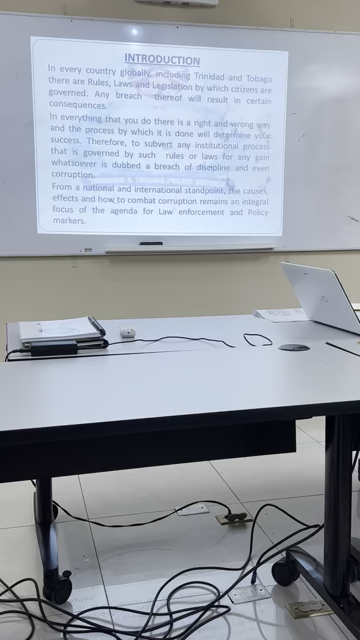 INTRODUCTION
In every country globally, including Trinidad and Tobago
there are Rules, Laws and Legislation by which citizens are
governed. Any breach thereof will result in certain
consequences.
In everything that you do there is a right and wrong way
and the process by which it is done will determine your
success. Therefore, to subvert any institutional process
that is governed by such rules or laws for any gain
whatsoever is dubbed a breach of discipline and even
corruption.
From a national and international standpoint, the causes,
effects and how to combat corruption remains an integral
focus of the agenda for Law enforcement and Policy
markers.